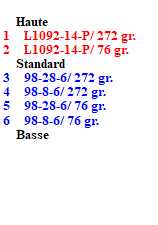 Haute
1 L1092-14-P/ 272 gr.
2 L1092-14-P/ 76 gr.
Standard
3 98-28-6/ 272 gr.
4 98-8-6/ 272 gr.
5 98-28-6/ 76 gr.
6 98-8-6/ 76 gr.
Basse